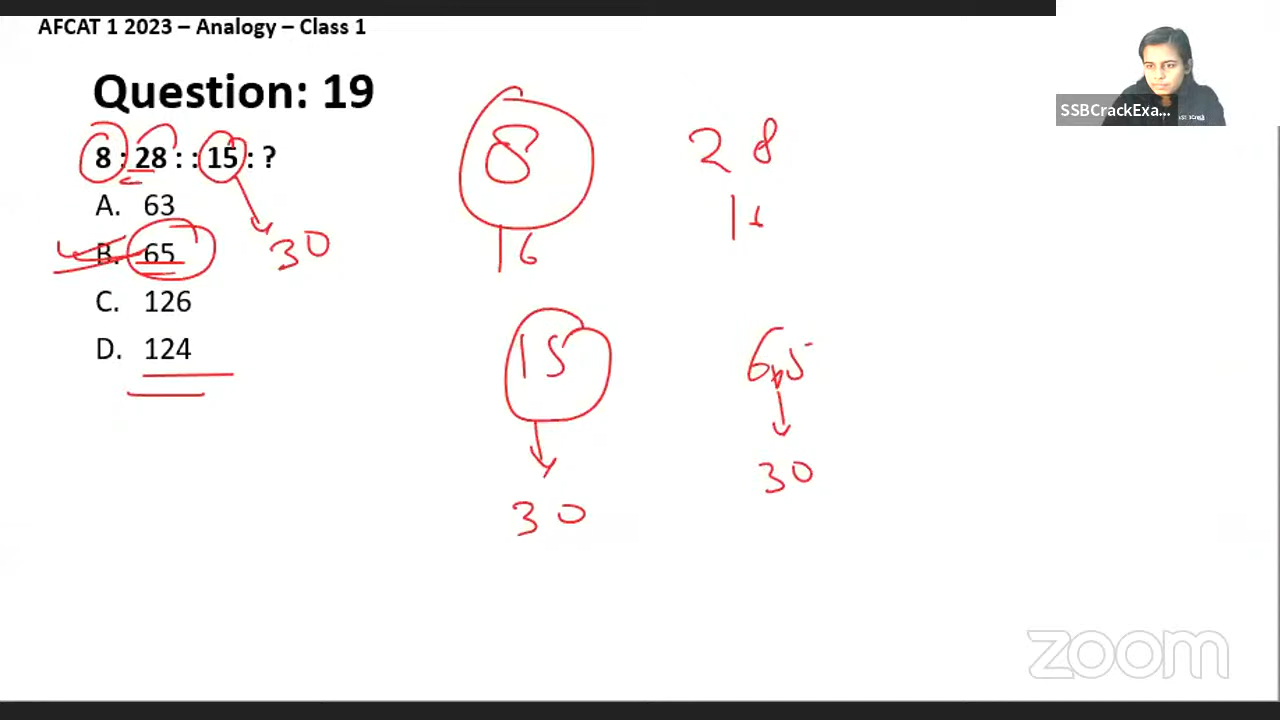 AFCAT 1 2023 – Analogy – Class 1
Question: 19
8 : 28 : : 15 : ?
A. 63
B. 65
C. 126
D. 124
30
8
16
28
15
30
65
30
SSBCrackExa...
zoom